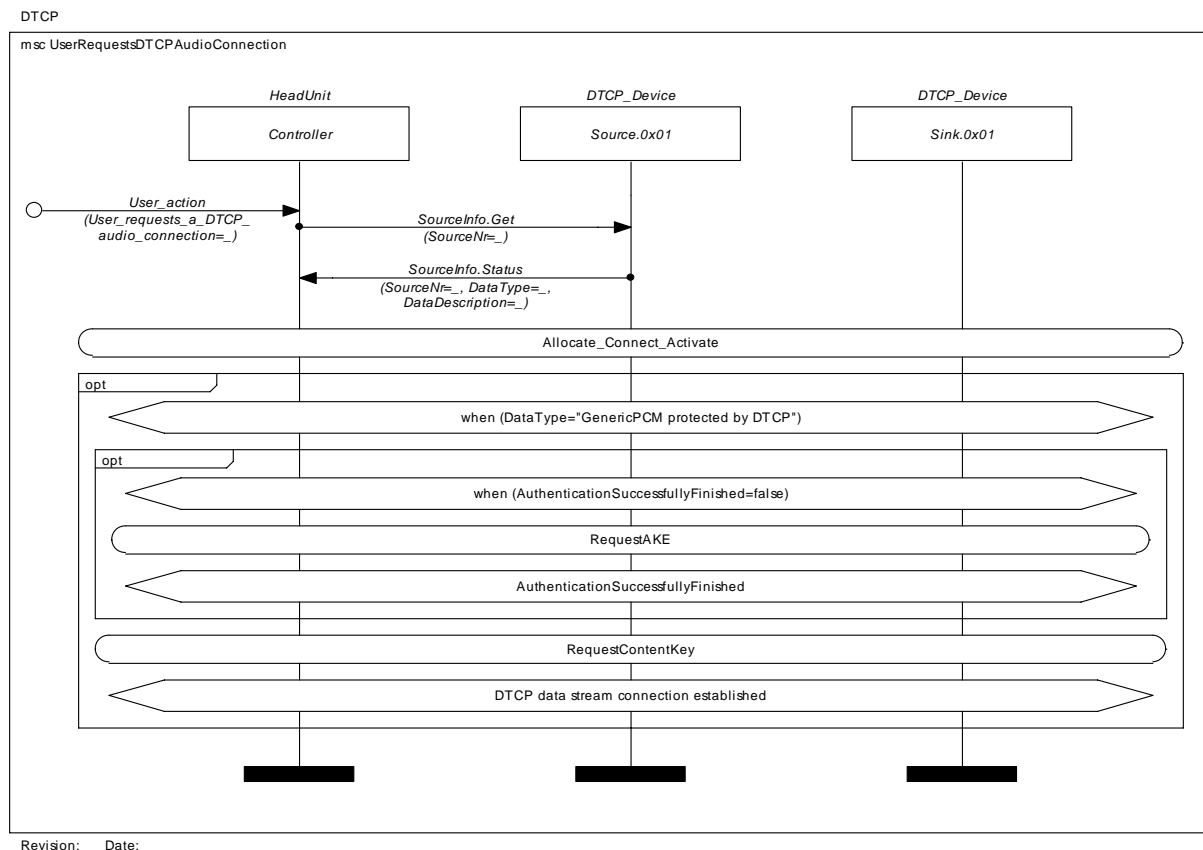 DTCP
msc UserRequestsDTCPAudioConnection
HeadUnit
DTCP_Device
DTCP_Device
Controller
Source.0x01
Sink.0x01
User_action
(User_requests_a_DTCP_
audio_connection=_)
SourceInfo.Get
(SourceNr=_)
SourceInfo.Status
(SourceNr=_, DataType=_,
DataDescription=_)
Allocate_Connect_Activate
opt
when (DataType="GenericPCM protected by DTCP")
opt
when (AuthenticationSuccessfullyFinished=false)
RequestAKE
AuthenticationSuccessfullyFinished
RequestContentKey
DTCP data stream connection established
Revision: Date: